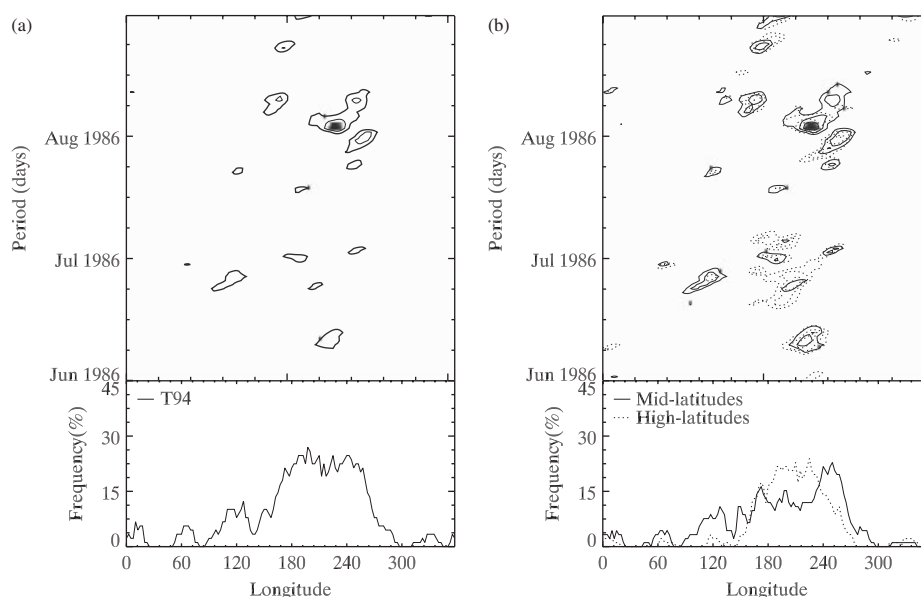 (a)
Period (days)
Aug 1986
Jul 1986
Jun 1986
Frequency(%)
45
30
15
0
T94
0
60
120
180
240
300
Longitude
(b)
Period (days)
Aug 1986
Jul 1986
Jun 1986
Frequency(%)
45
30
15
0
Mid-latitudes
High-latitudes
0
60
120
180
240
300
Longitude